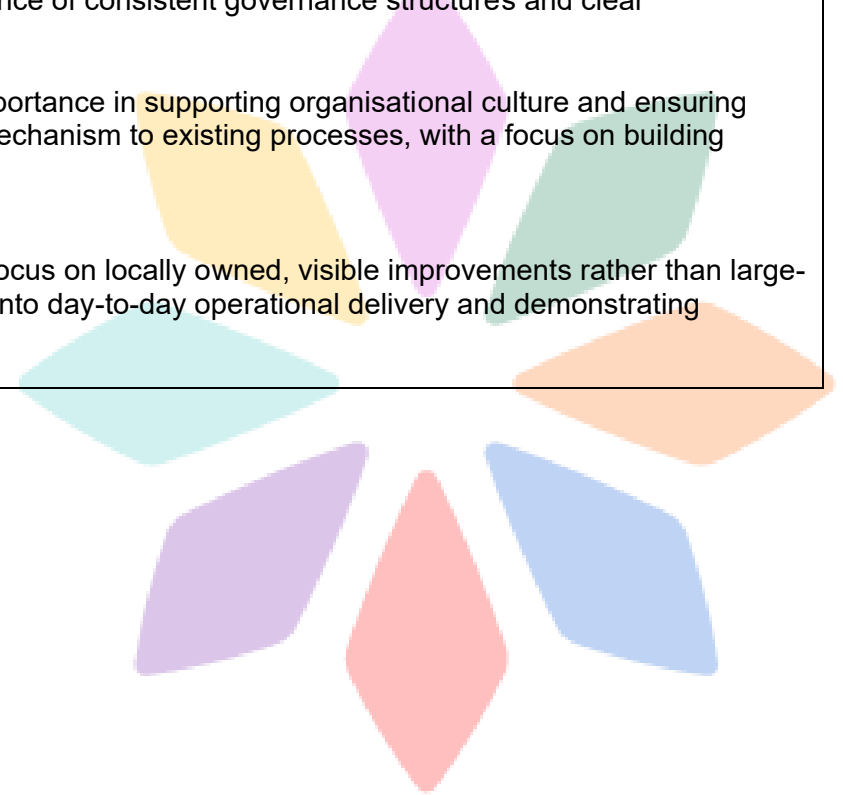 nce of consistent governance structures and clear
portance in supporting organisational culture and ensuring
echanism to existing processes, with a focus on building
ocus on locally owned, visible improvements rather than large-
nto day-to-day operational delivery and demonstrating